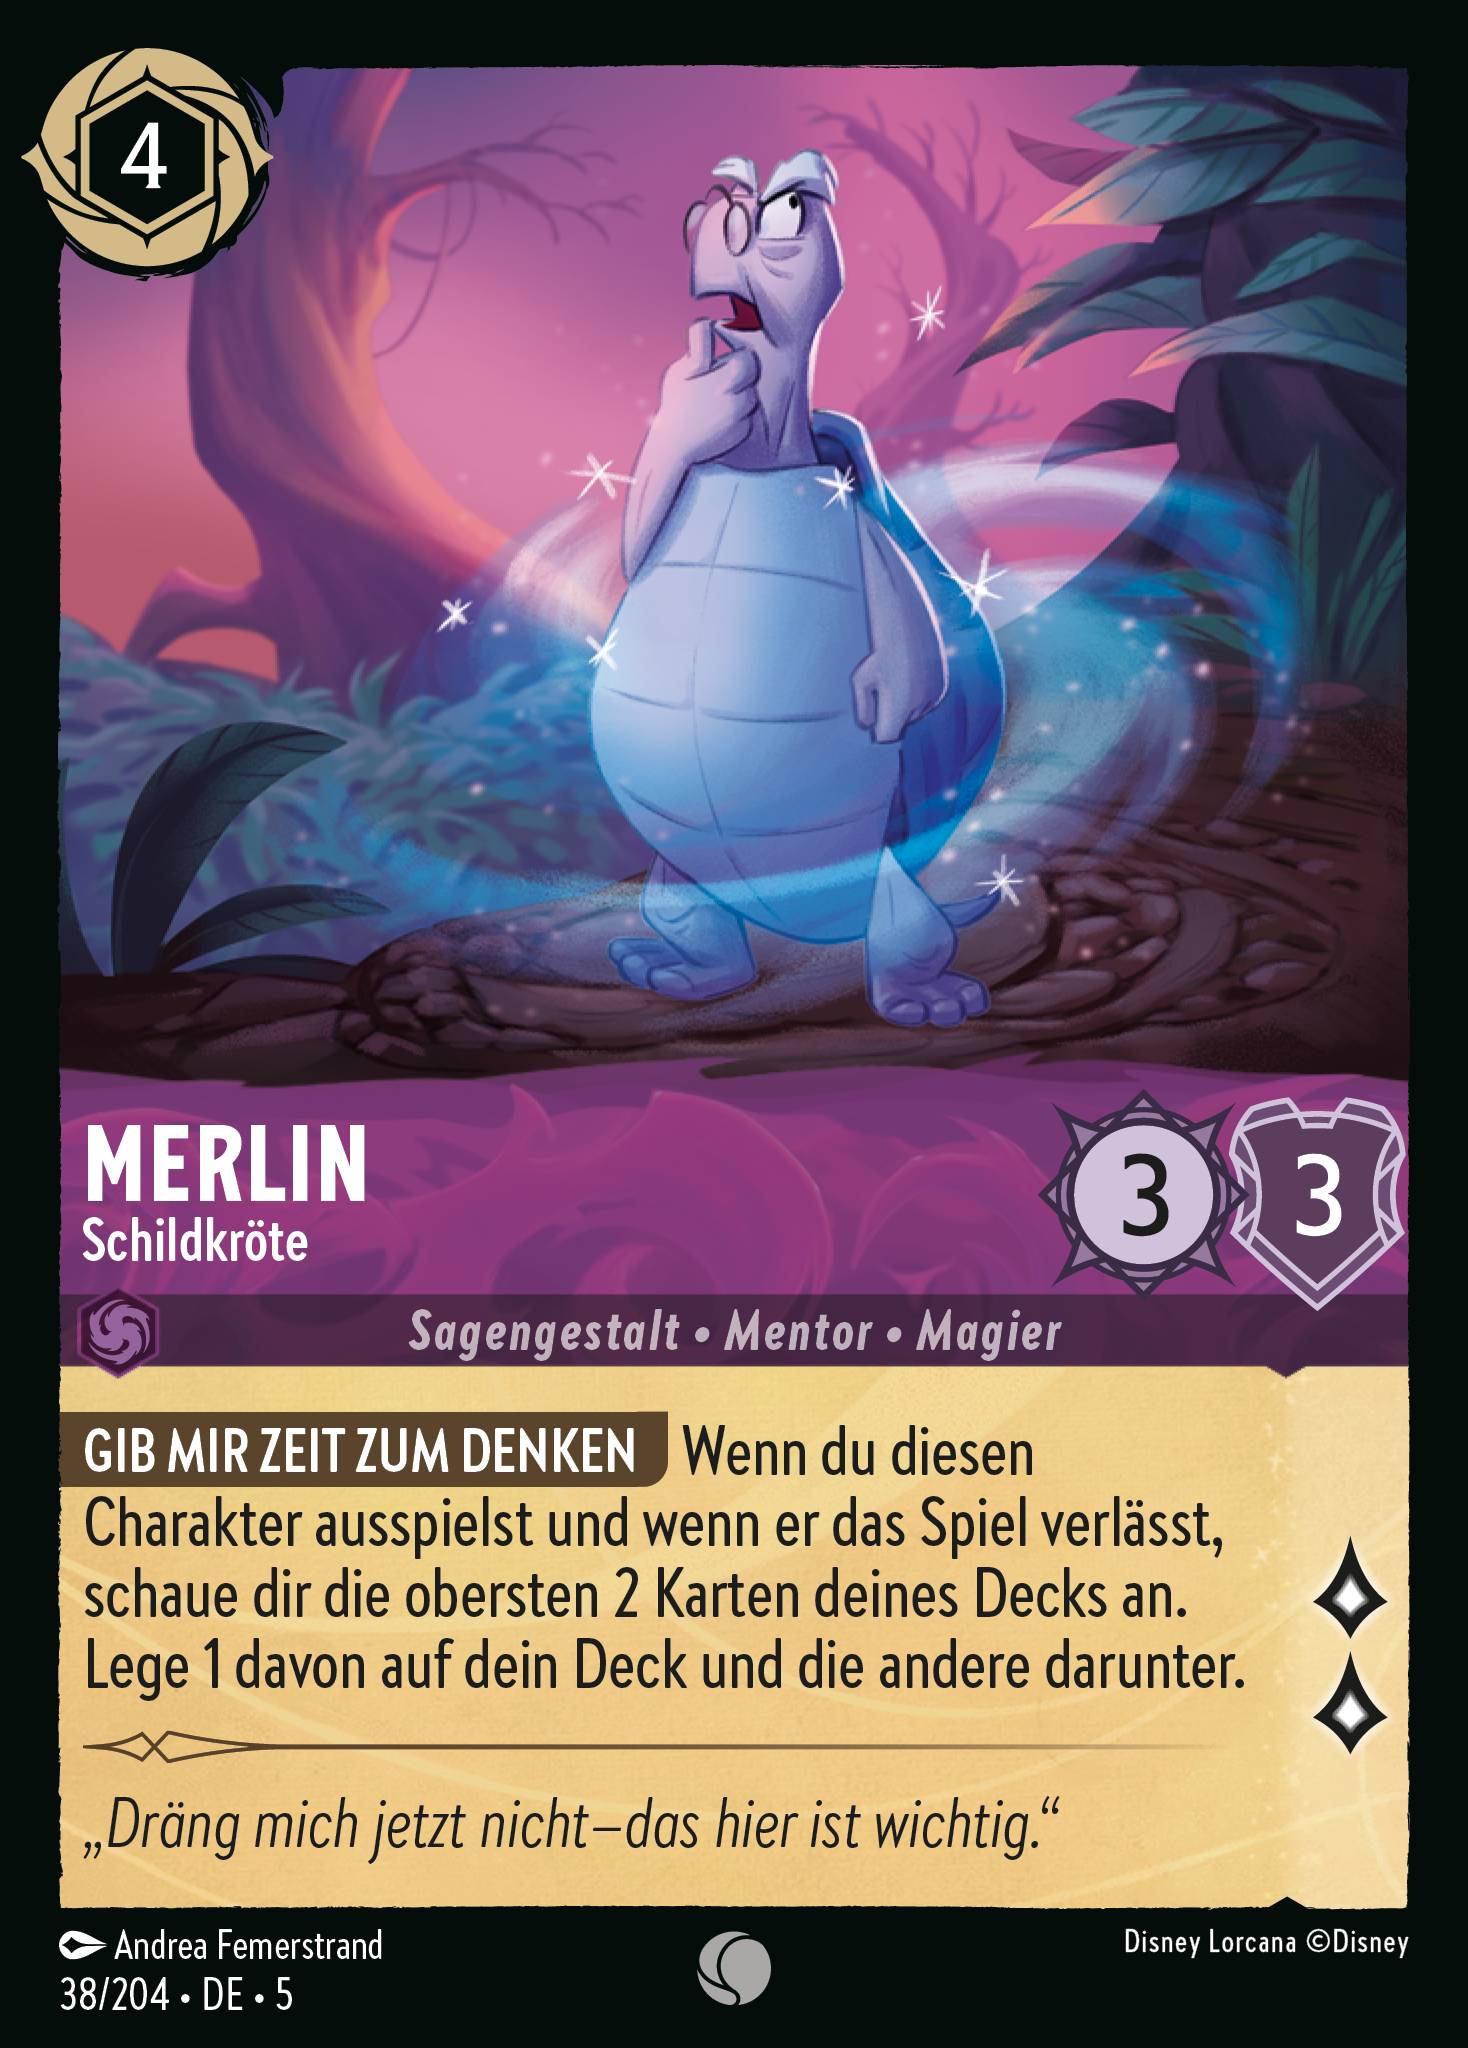 4
MERLIN
Schildkröte
3
3
Sagengestalt • Mentor • Magier
GIB MIR ZEIT ZUM DENKEN Wenn du diesen
Charakter ausspielst und wenn er das Spiel verlässt,
schaue dir die obersten 2 Karten deines Decks an.
Lege 1 davon auf dein Deck und die andere darunter.
„Dräng mich jetzt nicht–das hier ist wichtig.“
Andrea Femerstrand
Disney Lorcana ©Disney
38/204 • DE • 5